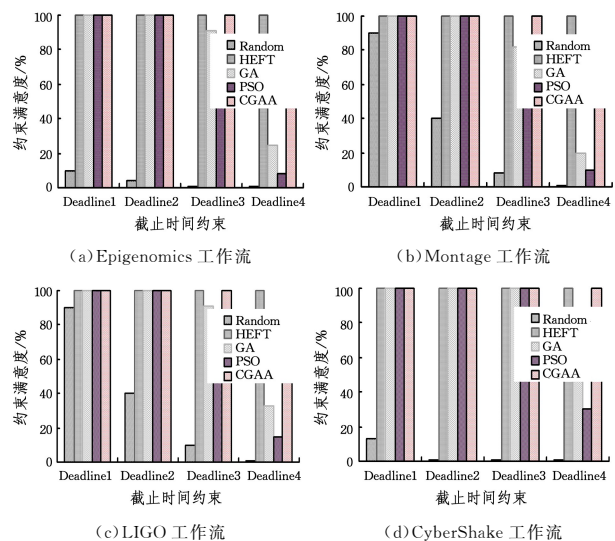 约束满意度/%
100
80
60
40
20
0
Random
HEFT
GA
PSO
CGAA
Deadline1 Deadline2 Deadline3 Deadline4
截止时间约束
(a)Epigenomics 工作流
约束满意度/%
100
80
60
40
20
0
Random
HEFT
GA
PSO
CGAA
Deadline1 Deadline2 Deadline3 Deadline4
截止时间约束
(b)Montage 工作流
约束满意度/%
100
80
60
40
20
0
Random
HEFT
GA
PSO
CGAA
Deadline1 Deadline2 Deadline3 Deadline4
截止时间约束
(c)LIGO 工作流
约束满意度/%
100
80
60
40
20
0
Random
HEFT
GA
PSO
CGAA
Deadline1 Deadline2 Deadline3 Deadline4
截止时间约束
(d)CyberShake 工作流